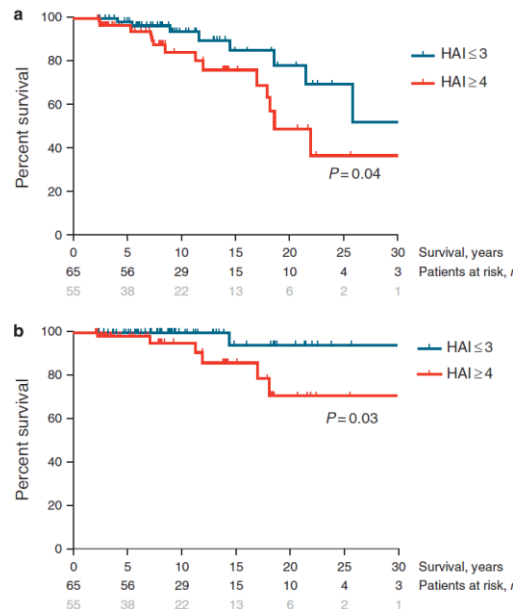 a
100
80
60
40
20
0
Percent survival
HAI ≤ 3
HAI ≥ 4
P = 0.04
0 5 10 15 20 25 30 Survival, years
65 56 29 15 10 4 3 Patients at risk, n
55 38 22 13 6 2 1
b
100
80
60
40
20
0
Percent survival
HAI ≤ 3
HAI ≥ 4
P = 0.03
0 5 10 15 20 25 30 Survival, years
65 56 29 15 10 4 3 Patients at risk, n
55 38 22 13 6 2 1